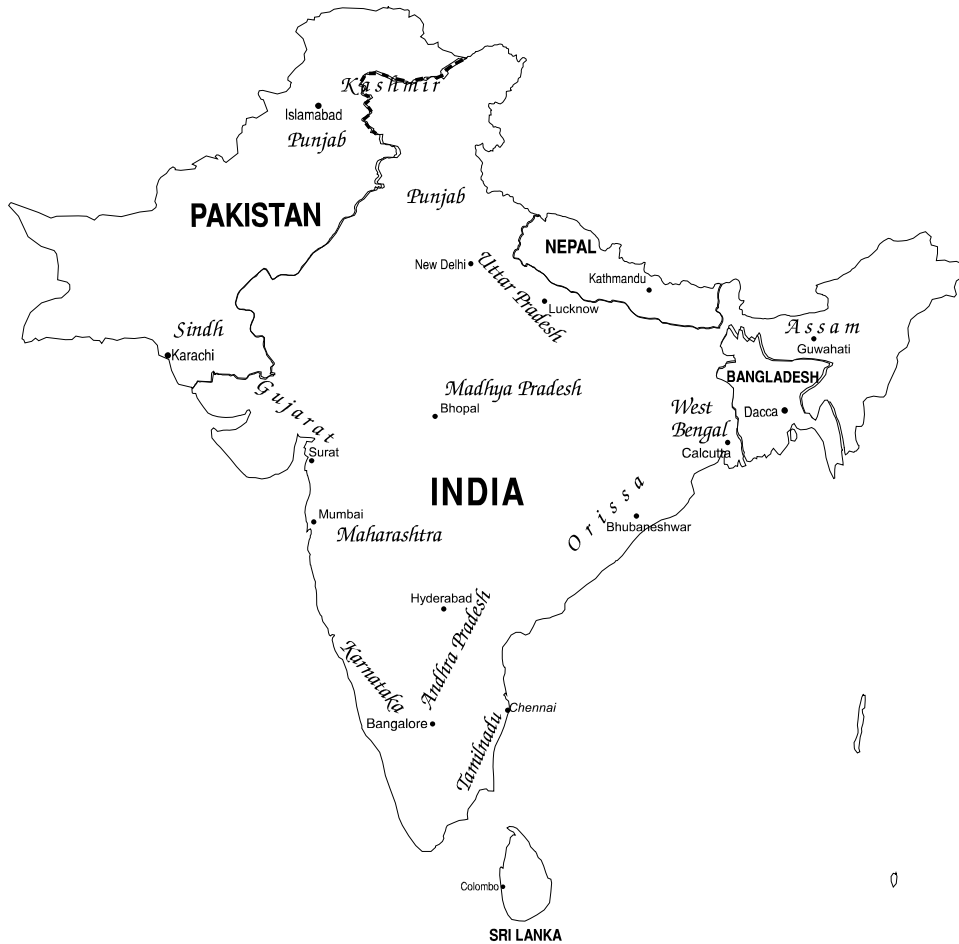 Kashmir
Islamabad
Punjab
Punjab
PAKISTAN
NEPAL
New Delhi
Uttar Pradesh
Kathmandu
Lucknow
Sindh
Karachi
Assam
Guwahati
BANGLADESH
Gujarat
Madhya Pradesh
Bhopal
West
Bengal
Dacca
Calcutta
Surat
INDIA
Orissa
Mumbai
Maharashtra
Bhubaneshwar
Hyderabad
Andhra Pradesh
Karnataka
Bangalore
Chennai
Tamilnadu
Colombo
SRI LANKA